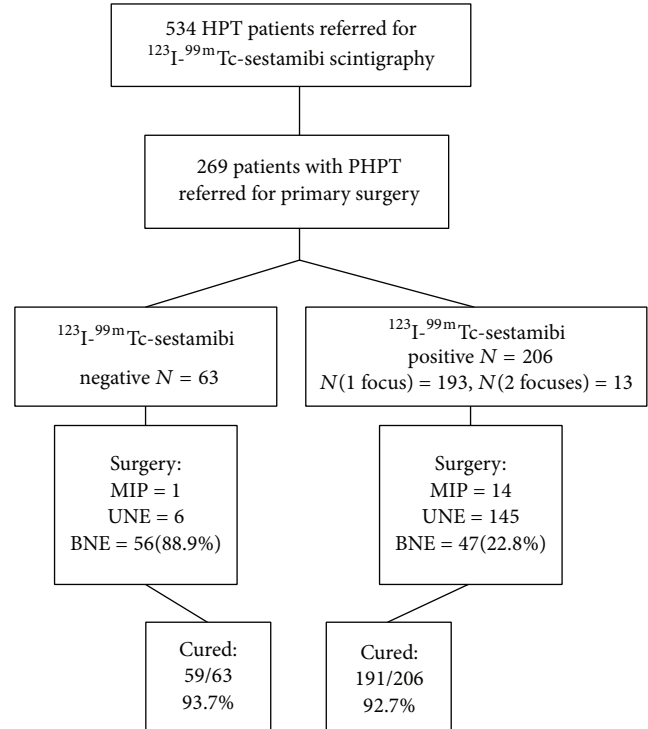 534 HPT patients referred for
¹²³I-⁹⁹ᵐTc-sestamibi scintigraphy
269 patients with PHPT
referred for primary surgery
¹²³I-⁹⁹ᵐTc-sestamibi
negative N = 63
¹²³I-⁹⁹ᵐTc-sestamibi
positive N = 206
N(1 focus) = 193, N(2 focuses) = 13
Surgery:
MIP = 1
UNE = 6
BNE = 56(88.9%)
Surgery:
MIP = 14
UNE = 145
BNE = 47(22.8%)
Cured:
59/63
93.7%
Cured:
191/206
92.7%